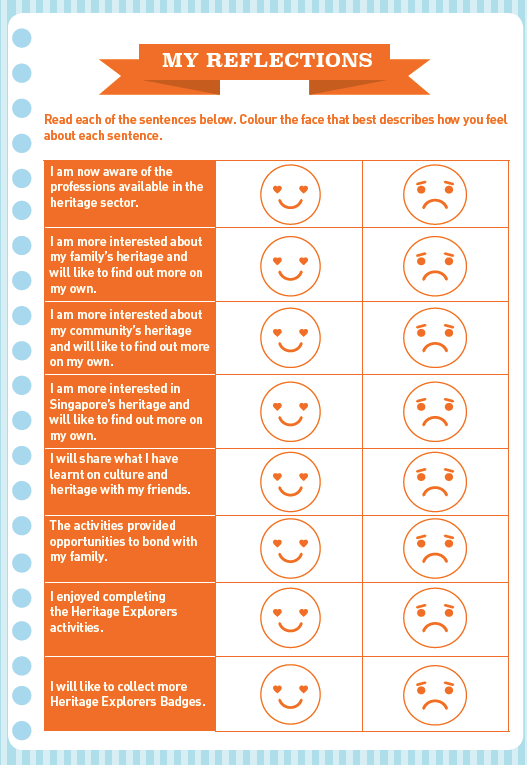 MY REFLECTIONS
Read each of the sentences below. Colour the face that best describes how you feel
about each sentence.
I am now aware of the
professions available in the
heritage sector.
I am more interested about
my family's heritage and
will like to find out more on
my own.
I am more interested about
my community's heritage
and will like to find out more
on my own.
I am more interested in
Singapore's heritage and
will like to find out more on
my own.
I will share what I have
learnt on culture and
heritage with my friends.
The activities provided
opportunities to bond with
my family.
I enjoyed completing
the Heritage Explorers
activities.
I will like to collect more
Heritage Explorers Badges.